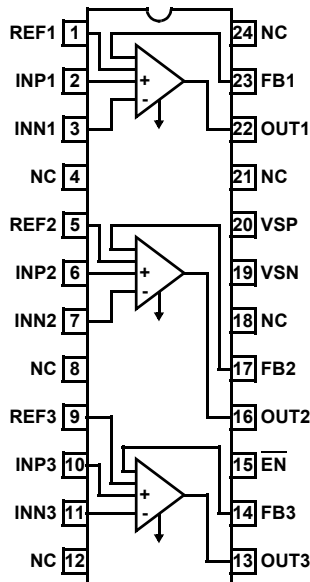 REF1 1 24 NC
INP1 2 + 23 FB1
INN1 3 - 22 OUT1
NC 4 21 NC
REF2 5 20 VSP
INP2 6 + 19 VSN
INN2 7 - 18 NC
NC 8 17 FB2
REF3 9 16 OUT2
INP3 10 15 EN
INN3 11 + - 14 FB3
NC 12 13 OUT3